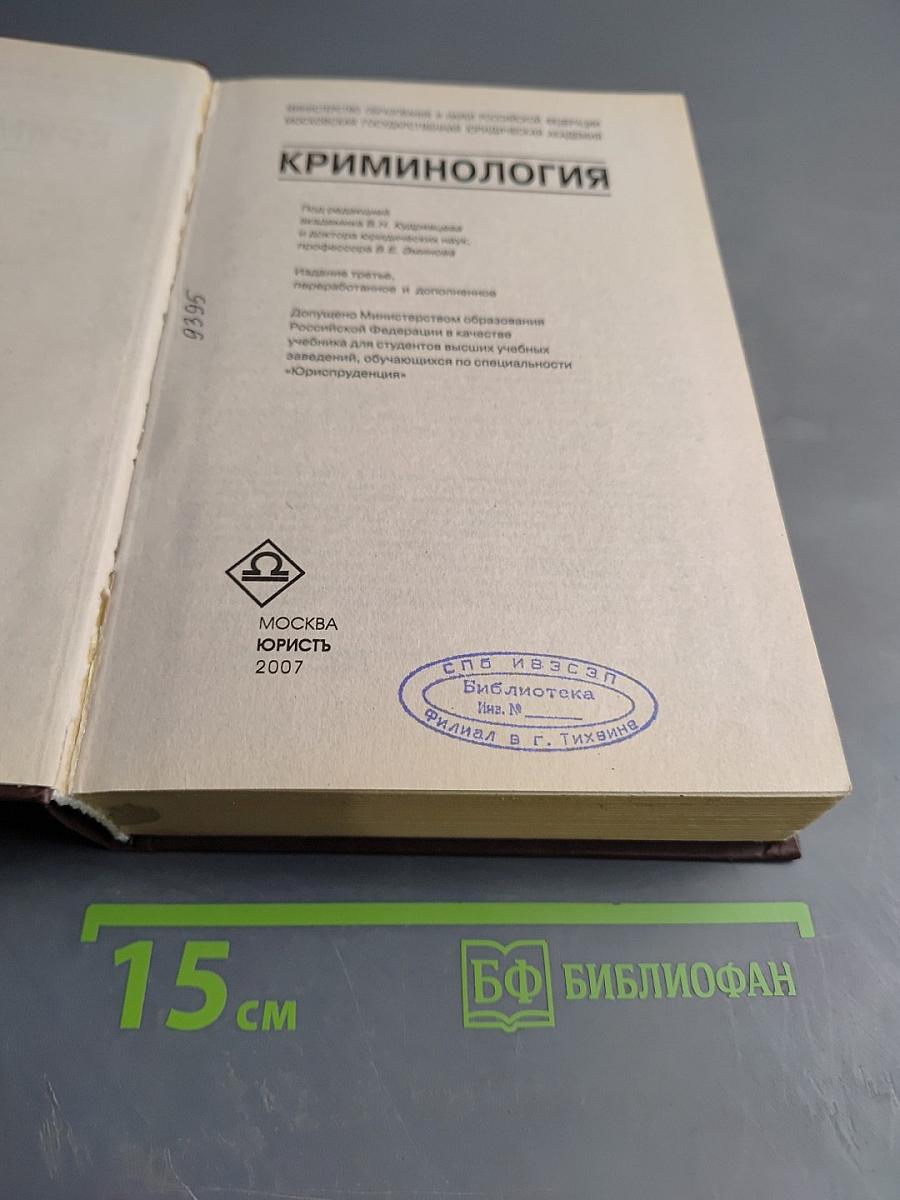 МИНИСТЕРСТВО ОБРАЗОВАНИЯ И НАУКИ РОССИЙСКОЙ ФЕДЕРАЦИИ
МОСКОВСКАЯ ГОСУДАРСТВЕННАЯ ЮРИДИЧЕСКАЯ АКАДЕМИЯ
КРИМИНОЛОГИЯ
Под редакцией
академика В.Н. Кудрявцева
и доктора юридических наук,
профессора В.Е. Эминова
Издание третье,
переработанное и дополненное
Допущено Министерством образования
Российской Федерации в качестве
учебника для студентов высших учебных
заведений, обучающихся по специальности
«Юриспруденция»
9395
МОСКВА
ЮРИСТЪ
2007
СПБ ИВЭСЭП
Библиотека
Инв. №
Филиал в г. Тихвине
15 см
БФ БИБЛИОФАН